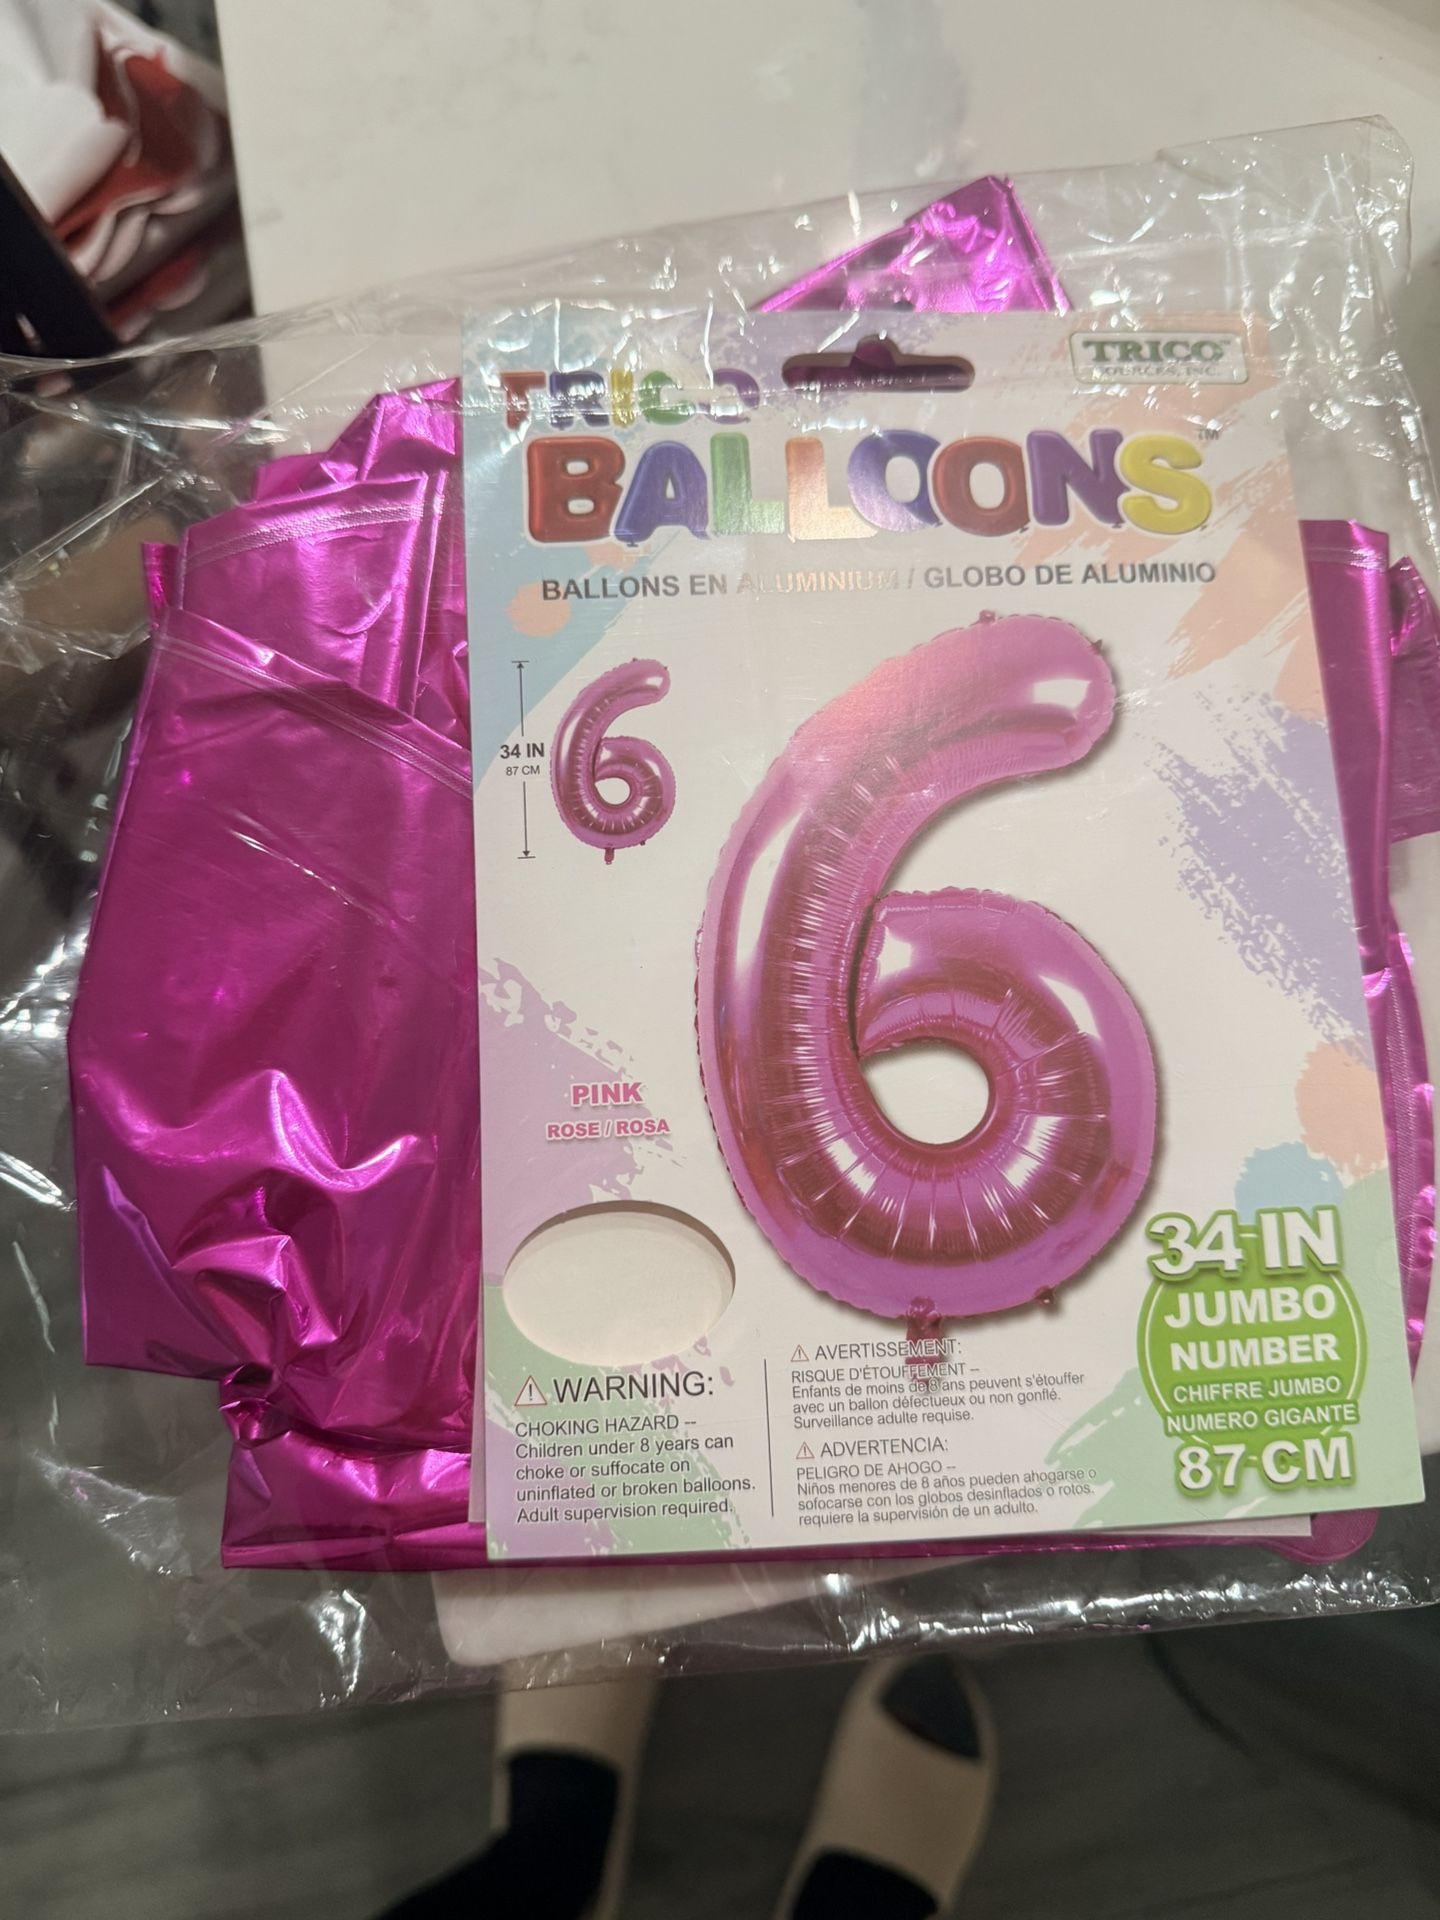 TRICO™
SOURCES, INC.
TRICO
BALLOONS™
BALLONS EN ALUMINIUM / GLOBO DE ALUMINIO
34 IN
87 CM
PINK
ROSE / ROSA
34 IN
JUMBO
NUMBER
CHIFFRE JUMBO
NUMERO GIGANTE
87 CM
⚠ WARNING:
CHOKING HAZARD --
Children under 8 years can
choke or suffocate on
uninflated or broken balloons.
Adult supervision required.
⚠ AVERTISSEMENT:
RISQUE D'ÉTOUFFEMENT –
Enfants de moins de 8 ans peuvent s'étouffer
avec un ballon défectueux ou non gonflé.
Surveillance adulte requise.
⚠ ADVERTENCIA:
PELIGRO DE AHOGO –
Niños menores de 8 años pueden ahogarse o
sofocarse con los globos desinflados o rotos.
requiere la supervisión de un adulto.